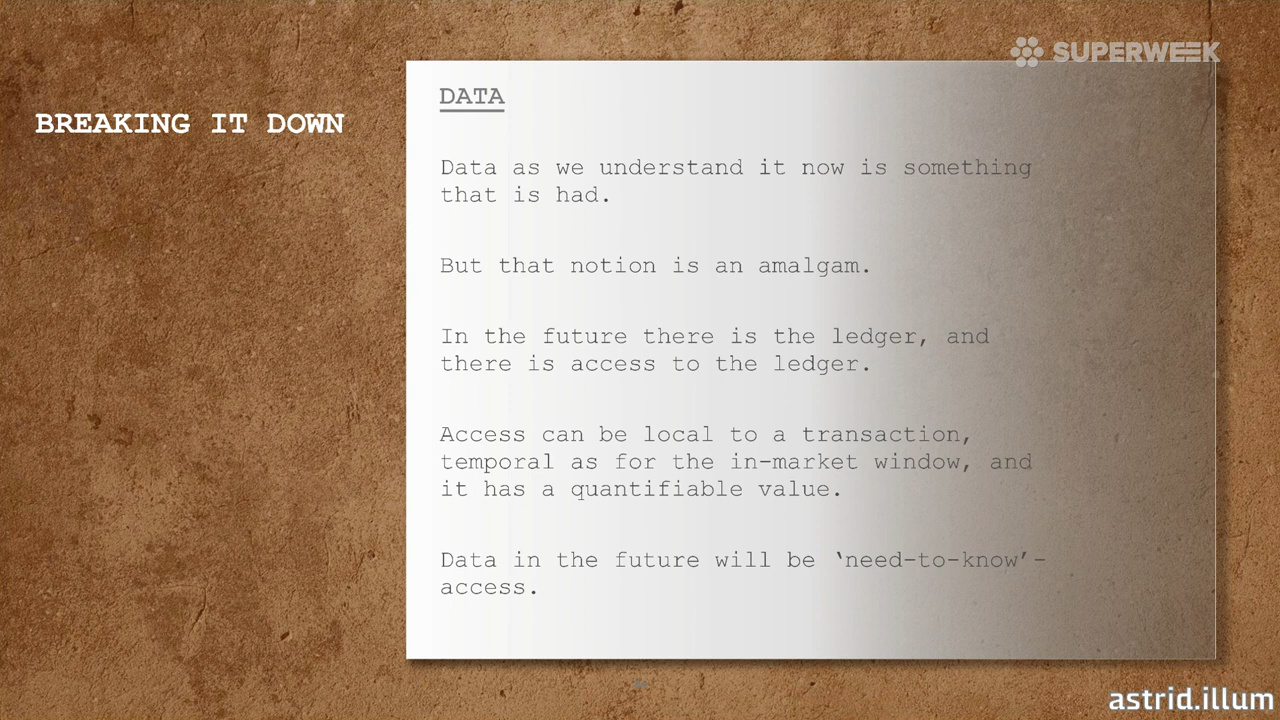 SUPERWEEK
BREAKING IT DOWN
DATA
Data as we understand it now is something
that is had.
But that notion is an amalgam.
In the future there is the ledger, and
there is access to the ledger.
Access can be local to a transaction,
temporal as for the in-market window, and
it has a quantifiable value.
Data in the future will be ‘need-to-know’-
access.
astrid.illum